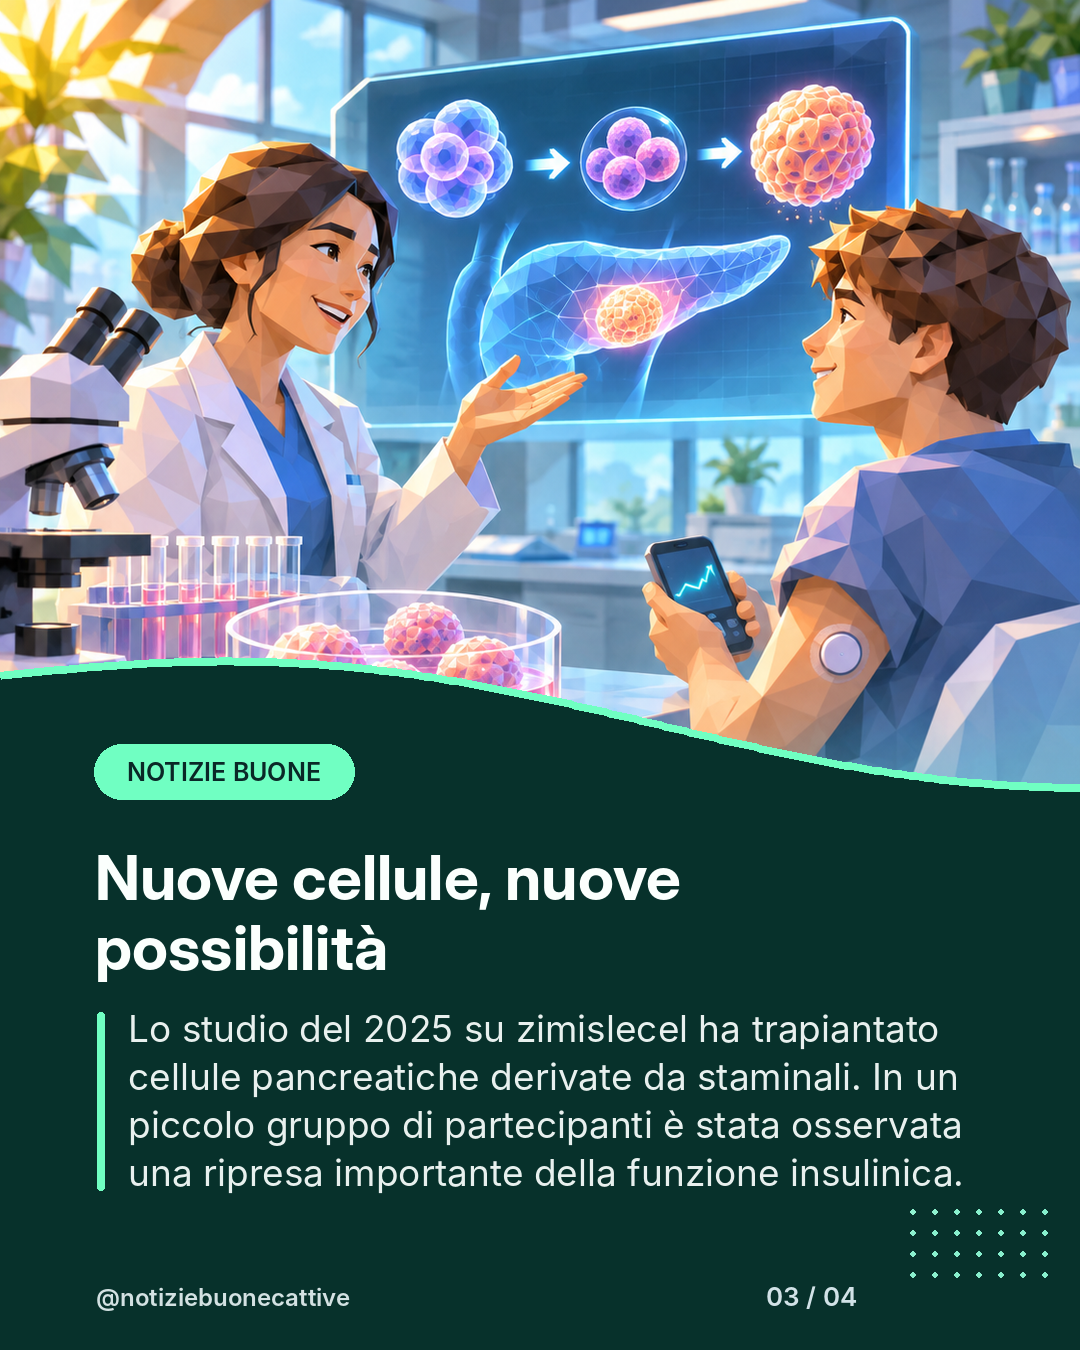 NOTIZIE BUONE
Nuove cellule, nuove
possibilità
Lo studio del 2025 su zimislecel ha trapiantato
cellule pancreatiche derivate da staminali. In un
piccolo gruppo di partecipanti è stata osservata
una ripresa importante della funzione insulinica.
@notiziebuonecattive
03 / 04